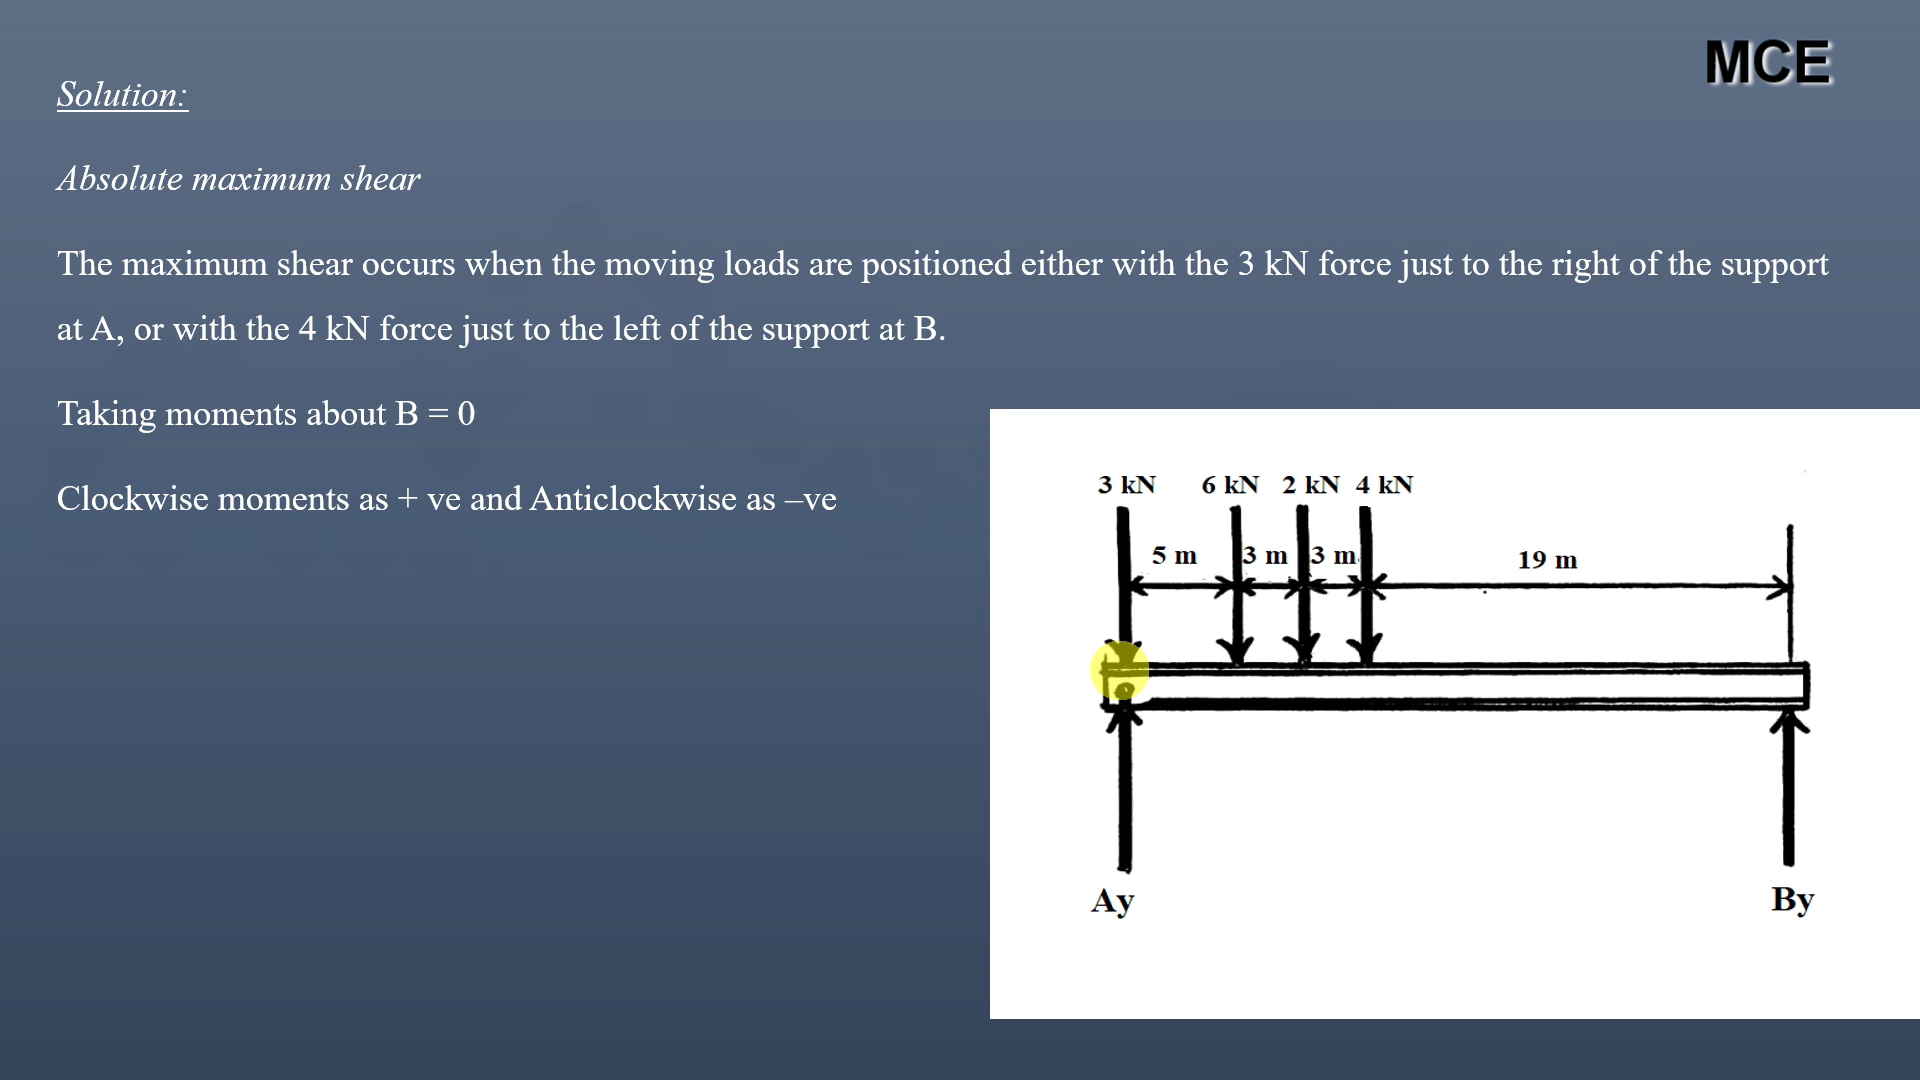 MCE
Solution:
Absolute maximum shear
The maximum shear occurs when the moving loads are positioned either with the 3 kN force just to the right of the support
at A, or with the 4 kN force just to the left of the support at B.
Taking moments about B = 0
Clockwise moments as + ve and Anticlockwise as –ve
3 kN 6 kN 2 kN 4 kN
5 m 3 m 3 m 19 m
Ay By